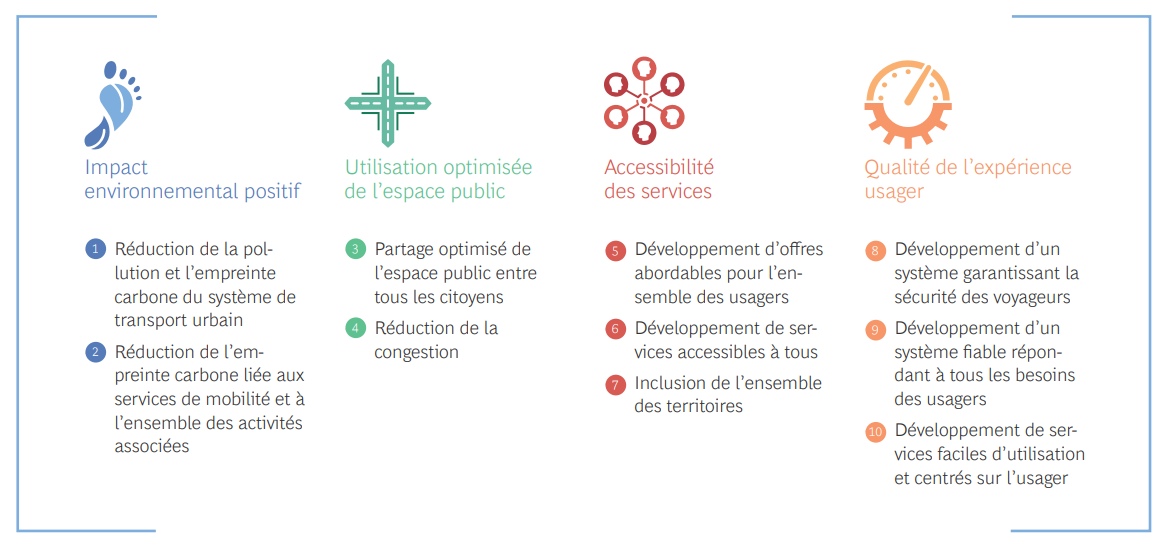 Impact
environnemental positif
1 Réduction de la pol-
lution et l'empreinte
carbone du système de
transport urbain
2 Réduction de l'em-
preinte carbone liée aux
services de mobilité et à
l'ensemble des activités
associées
Utilisation optimisée
de l'espace public
3 Partage optimisé de
l'espace public entre
tous les citoyens
4 Réduction de la
congestion
Accessibilité
des services
5 Développement d'offres
abordables pour l'en-
semble des usagers
6 Développement de ser-
vices accessibles à tous
7 Inclusion de l'ensemble
des territoires
Qualité de l'expérience
usager
8 Développement d'un
système garantissant la
sécurité des voyageurs
9 Développement d'un
système fiable répon-
dant à tous les besoins
des usagers
10 Développement de ser-
vices faciles d'utilisation
et centrés sur l'usager